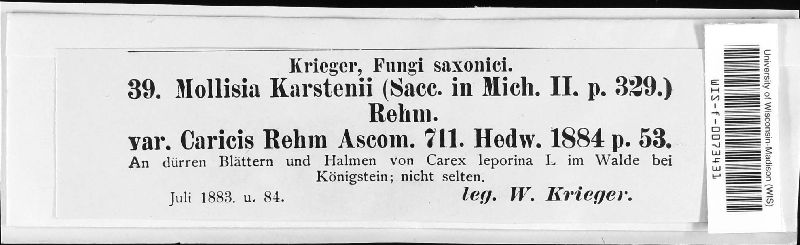 Krieger, Fungi saxonici.
39. Mollisia Karstenii (Sacc. in Mich. II. p. 329.)
Rehm.
var. Caricis Rehm Ascom. 711. Hedw. 1884 p. 53.
An dürren Blättern und Halmen von Carex leporina L im Walde bei
Königstein; nicht selten.
Juli 1883. u. 84. leg. W. Krieger.
University of Wisconsin-Madison (WIS)
WIS-f-0073431